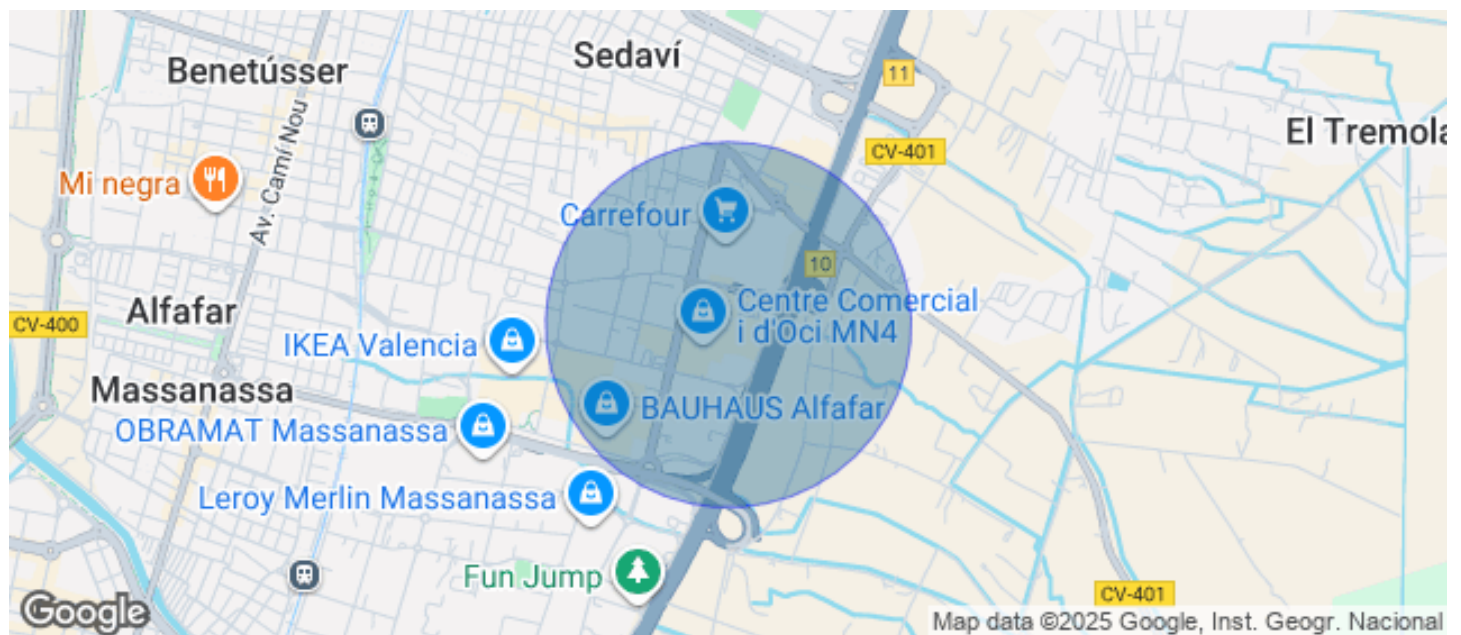 Sedaví
Benetússer
11
El Tremola
CV-401
Mi negra
Av. Camí Nou
Carrefour
10
Centre Comercial
i d'Oci MN4
Alfafar
CV-400
IKEA Valencia
Massanassa
BAUHAUS Alfafar
OBRAMAT Massanassa
Leroy Merlin Massanassa
Fun Jump
CV-401
Google
Map data ©2025 Google, Inst. Geogr. Nacional